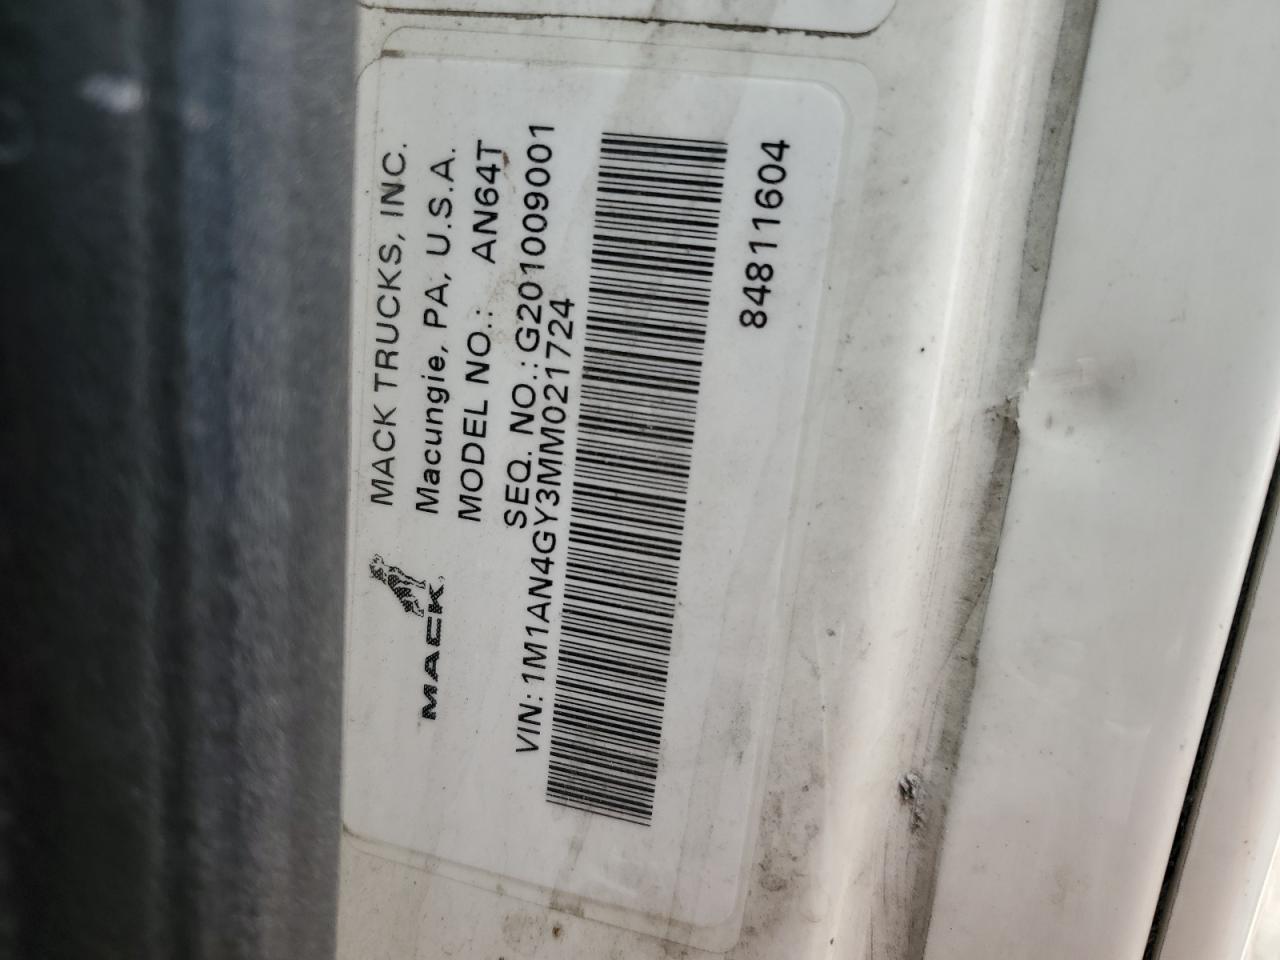 MACK
MACK TRUCKS, INC.
Macungie, PA, U.S.A.
MODEL NO.: AN64T
SEQ. NO.: G201009001
VIN: 1M1AN4GY3MM021724
84811604